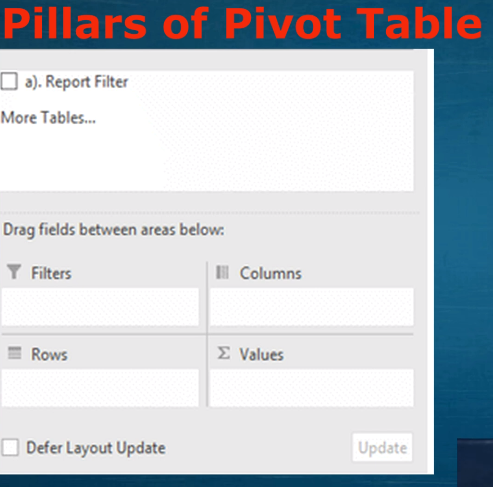 Pillars of Pivot Table
a). Report Filter
More Tables...
Drag fields between areas below:
Filters
Columns
Rows
Σ Values
Defer Layout Update
Update